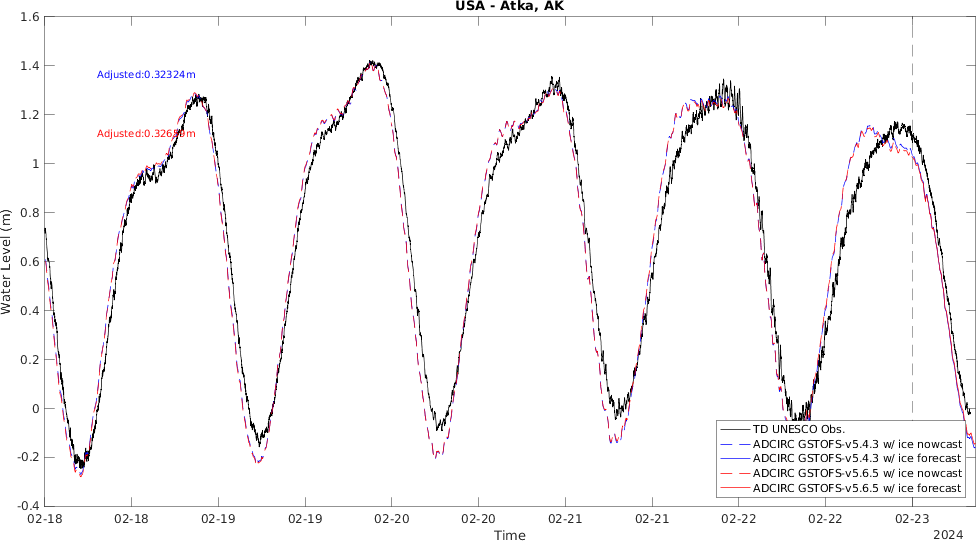 USA - Atka, AK
1.6
1.4
1.2
1
0.8
0.6
0.4
0.2
0
-0.2
-0.4
Water Level (m)
Adjusted:0.32324m
TD UNESCO Obs.
ADCIRC GSTOFS-v5.4.3 w/ ice nowcast
ADCIRC GSTOFS-v5.4.3 w/ ice forecast
ADCIRC GSTOFS-v5.6.5 w/ ice nowcast
ADCIRC GSTOFS-v5.6.5 w/ ice forecast
02-18 02-18 02-19 02-19 02-20 02-20 02-21 02-21 02-22 02-22 02-23
Time
2024